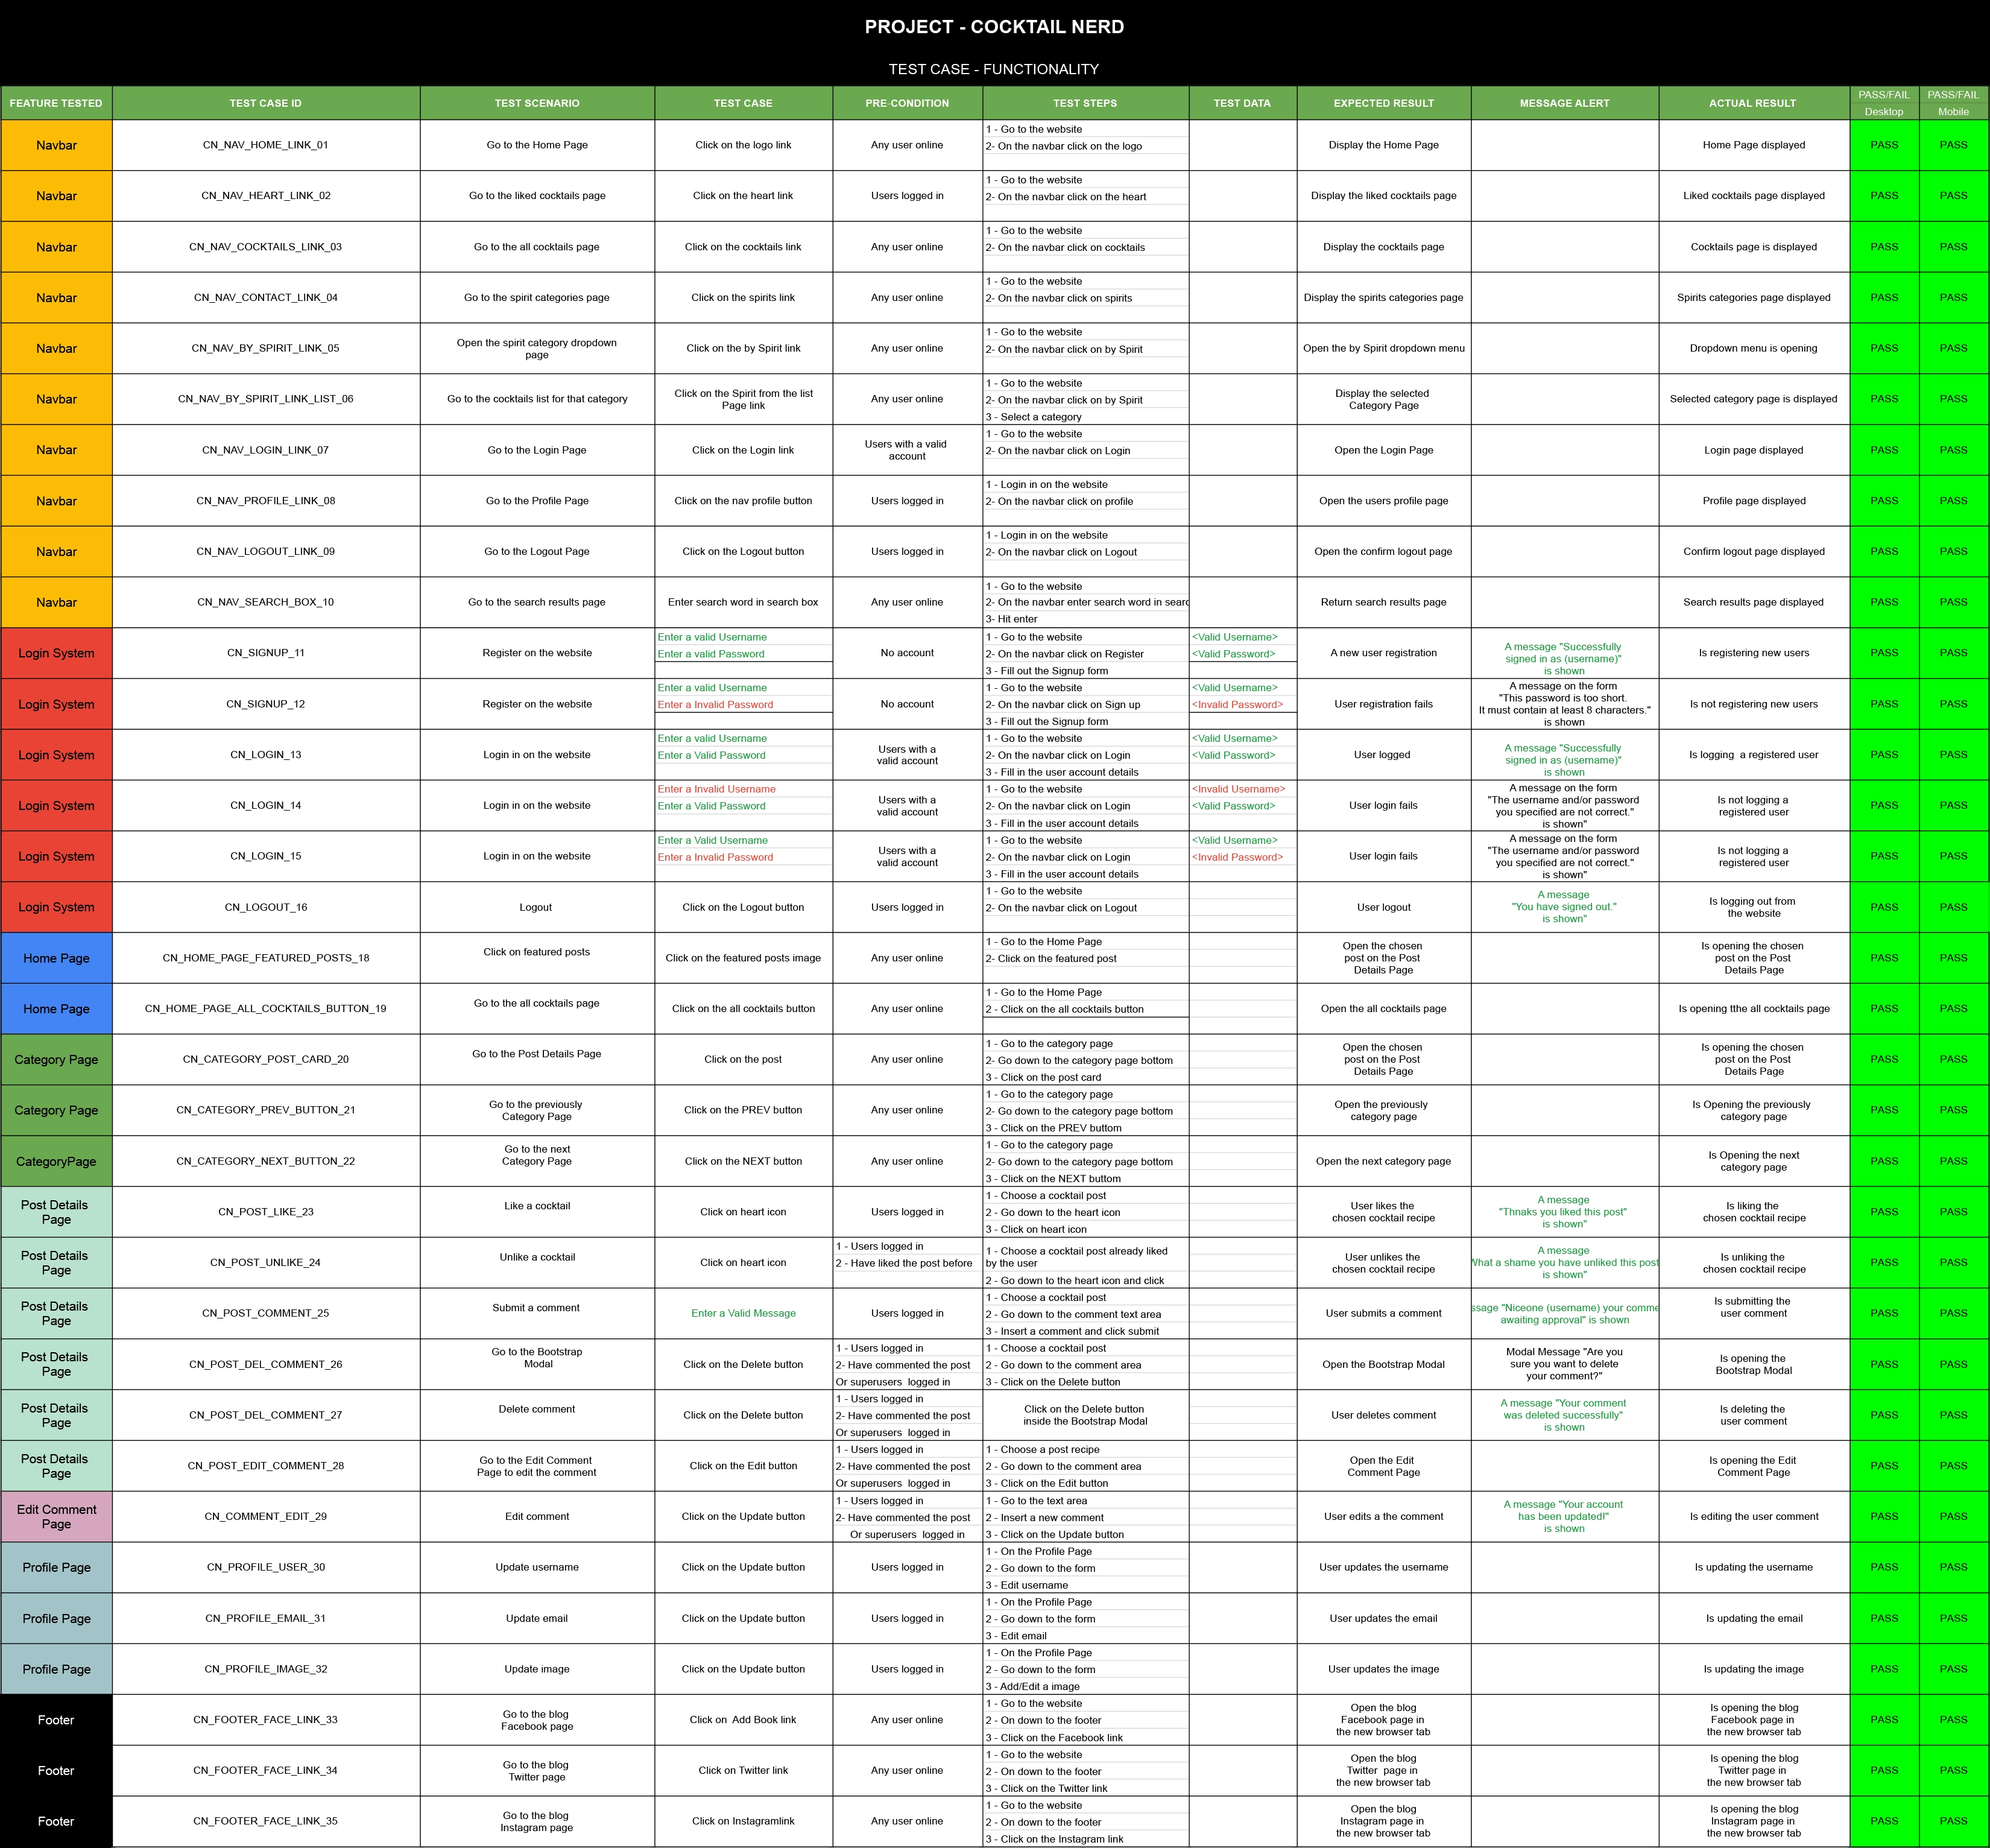 PROJECT - COCKTAIL NERD
TEST CASE - FUNCTIONALITY
FEATURE TESTED TEST CASE ID TEST SCENARIO TEST CASE PRE-CONDITION TEST STEPS TEST DATA EXPECTED RESULT MESSAGE ALERT ACTUAL RESULT PASS/FAIL Desktop PASS/FAIL Mobile
Navbar CN_NAV_HOME_LINK_01 Go to the Home Page Click on the logo link Any user online 1 - Go to the website 2- On the navbar click on the logo Display the Home Page Home Page displayed PASS PASS
Navbar CN_NAV_HEART_LINK_02 Go to the liked cocktails page Click on the heart link Users logged in 1 - Go to the website 2- On the navbar click on the heart Display the liked cocktails page Liked cocktails page displayed PASS PASS
Navbar CN_NAV_COCKTAILS_LINK_03 Go to the all cocktails page Click on the cocktails link Any user online 1 - Go to the website 2- On the navbar click on cocktails Display the cocktails page Cocktails page is displayed PASS PASS
Navbar CN_NAV_CONTACT_LINK_04 Go to the spirit categories page Click on the spirits link Any user online 1 - Go to the website 2- On the navbar click on spirits Display the spirits categories page Spirits categories page displayed PASS PASS
Navbar CN_NAV_BY_SPIRIT_LINK_05 Open the spirit category dropdown page Click on the by Spirit link Any user online 1 - Go to the website 2- On the navbar click on by Spirit Open the by Spirit dropdown menu Dropdown menu is opening PASS PASS
Navbar CN_NAV_BY_SPIRIT_LINK_LIST_06 Go to the cocktails list for that category Click on the Spirit from the list Page link Any user online 1 - Go to the website 2- On the navbar click on by Spirit 3 - Select a category Display the selected Category Page Selected category page is displayed PASS PASS
Navbar CN_NAV_LOGIN_LINK_07 Go to the Login Page Click on the Login link Users with a valid account 1 - Go to the website 2- On the navbar click on Login Open the Login Page Login page displayed PASS PASS
Navbar CN_NAV_PROFILE_LINK_08 Go to the Profile Page Click on the nav profile button Users logged in 1 - Login in on the website 2- On the navbar click on profile Open the users profile page Profile page displayed PASS PASS
Navbar CN_NAV_LOGOUT_LINK_09 Go to the Logout Page Click on the Logout button Users logged in 1 - Login in on the website 2- On the navbar click on Logout Open the confirm logout page Confirm logout page displayed PASS PASS
Navbar CN_NAV_SEARCH_BOX_10 Go to the search results page Enter search word in search box Any user online 1 - Go to the website 2- On the navbar enter search word in searc 3- Hit enter Return search results page Search results page displayed PASS PASS
Login System CN_SIGNUP_11 Register on the website Enter a valid Username Enter a valid Password No account 1 - Go to the website 2- On the navbar click on Register 3 - Fill out the Signup form <Valid Username> <Valid Password> A new user registration A message "Successfully signed in as (username)" is shown Is registering new users PASS PASS
Login System CN_SIGNUP_12 Register on the website Enter a valid Username Enter a Invalid Password No account 1 - Go to the website 2- On the navbar click on Sign up 3 - Fill out the Signup form <Valid Username> <Invalid Password> User registration fails A message on the form "This password is too short. It must contain at least 8 characters." is shown Is not registering new users PASS PASS
Login System CN_LOGIN_13 Login in on the website Enter a valid Username Enter a Valid Password Users with a valid account 1 - Go to the website 2- On the navbar click on Login 3 - Fill in the user account details <Valid Username> <Valid Password> User logged A message "Successfully signed in as (username)" is shown Is logging  a registered user PASS PASS
Login System CN_LOGIN_14 Login in on the website Enter a Invalid Username Enter a Valid Password Users with a valid account 1 - Go to the website 2- On the navbar click on Login 3 - Fill in the user account details <Invalid Username> <Valid Password> User login fails A message on the form "The username and/or password you specified are not correct." is shown" Is not logging a registered user PASS PASS
Login System CN_LOGIN_15 Login in on the website Enter a Valid Username Enter a Invalid Password Users with a valid account 1 - Go to the website 2- On the navbar click on Login 3 - Fill in the user account details <Valid Username> <Invalid Password> User login fails A message on the form "The username and/or password you specified are not correct." is shown" Is not logging a registered user PASS PASS
Login System CN_LOGOUT_16 Logout Click on the Logout button Users logged in 1 - Go to the website 2- On the navbar click on Logout User logout A message "You have signed out." is shown" Is logging out from the website PASS PASS
Home Page CN_HOME_PAGE_FEATURED_POSTS_18 Click on featured posts Click on the featured posts image Any user online 1 - Go to the Home Page 2- Click on the featured post Open the chosen post on the Post Details Page Is opening the chosen post on the Post Details Page PASS PASS
Home Page CN_HOME_PAGE_ALL_COCKTAILS_BUTTON_19 Go to the all cocktails page Click on the all cocktails button Any user online 1 - Go to the Home Page 2 - Click on the all cocktails button Open the all cocktails page Is opening tthe all cocktails page PASS PASS
Category Page CN_CATEGORY_POST_CARD_20 Go to the Post Details Page Click on the post Any user online 1 - Go to the category page 2- Go down to the category page bottom 3 - Click on the post card Open the chosen post on the Post Details Page Is opening the chosen post on the Post Details Page PASS PASS
Category Page CN_CATEGORY_PREV_BUTTON_21 Go to the previously Category Page Click on the PREV button Any user online 1 - Go to the category page 2- Go down to the category page bottom 3 - Click on the PREV buttom Open the previously category page Is Opening the previously category page PASS PASS
CategoryPage CN_CATEGORY_NEXT_BUTTON_22 Go to the next Category Page Click on the NEXT button Any user online 1 - Go to the category page 2- Go down to the category page bottom 3 - Click on the NEXT buttom Open the next category page Is Opening the next category page PASS PASS
Post Details Page CN_POST_LIKE_23 Like a cocktail Click on heart icon Users logged in 1 - Choose a cocktail post 2 - Go down to the heart icon 3 - Click on heart icon User likes the chosen cocktail recipe A message "Thnaks you liked this post" is shown" Is liking the chosen cocktail recipe PASS PASS
Post Details Page CN_POST_UNLIKE_24 Unlike a cocktail Click on heart icon 1 - Users logged in 2 - Have liked the post before 1 - Choose a cocktail post already liked by the user 2 - Go down to the heart icon and click User unlikes the chosen cocktail recipe A message What a shame you have unliked this post is shown" Is unliking the chosen cocktail recipe PASS PASS
Post Details Page CN_POST_COMMENT_25 Submit a comment Enter a Valid Message Users logged in 1 - Choose a cocktail post 2 - Go down to the comment text area 3 - Insert a comment and click submit User submits a comment ssage "Niceone (username) your comme awaiting approval" is shown Is submitting the user comment PASS PASS
Post Details Page CN_POST_DEL_COMMENT_26 Go to the Bootstrap Modal Click on the Delete button 1 - Users logged in 2- Have commented the post Or superusers  logged in 1 - Choose a cocktail post 2 - Go down to the comment area 3 - Click on the Delete button Open the Bootstrap Modal Modal Message "Are you sure you want to delete your comment?" Is opening the Bootstrap Modal PASS PASS
Post Details Page CN_POST_DEL_COMMENT_27 Delete comment Click on the Delete button 1 - Users logged in 2- Have commented the post Or superusers  logged in Click on the Delete button inside the Bootstrap Modal User deletes comment A message "Your comment was deleted successfully" is shown Is deleting the user comment PASS PASS
Post Details Page CN_POST_EDIT_COMMENT_28 Go to the Edit Comment Page to edit the comment Click on the Edit button 1 - Users logged in 2- Have commented the post Or superusers  logged in 1 - Choose a post recipe 2 - Go down to the comment area 3 - Click on the Edit button Open the Edit Comment Page Is opening the Edit Comment Page PASS PASS
Edit Comment Page CN_COMMENT_EDIT_29 Edit comment Click on the Update button 1 - Users logged in 2- Have commented the post Or superusers  logged in 1 - Go to the text area 2 - Insert a new comment 3 - Click on the Update button User edits a the comment A message "Your account has been updated!" is shown Is editing the user comment PASS PASS
Profile Page CN_PROFILE_USER_30 Update username Click on the Update button Users logged in 1 - On the Profile Page 2 - Go down to the form 3 - Edit username User updates the username Is updating the username PASS PASS
Profile Page CN_PROFILE_EMAIL_31 Update email Click on the Update button Users logged in 1 - On the Profile Page 2 - Go down to the form 3 - Edit email User updates the email Is updating the email PASS PASS
Profile Page CN_PROFILE_IMAGE_32 Update image Click on the Update button Users logged in 1 - On the Profile Page 2 - Go down to the form 3 - Add/Edit a image User updates the image Is updating the image PASS PASS
Footer CN_FOOTER_FACE_LINK_33 Go to the blog Facebook page Click on  Add Book link Any user online 1 - Go to the website 2 - On down to the footer 3 - Click on the Facebook link Open the blog Facebook page in the new browser tab Is opening the blog Facebook page in the new browser tab PASS PASS
Footer CN_FOOTER_FACE_LINK_34 Go to the blog Twitter page Click on Twitter link Any user online 1 - Go to the website 2 - On down to the footer 3 - Click on the Twitter link Open the blog Twitter  page in the new browser tab Is opening the blog Twitter page in the new browser tab PASS PASS
Footer CN_FOOTER_FACE_LINK_35 Go to the blog Instagram page Click on Instagramlink Any user online 1 - Go to the website 2 - On down to the footer 3 - Click on the Instagram link Open the blog Instagram page in the new browser tab Is opening the blog Instagram page in the new browser tab PASS PASS